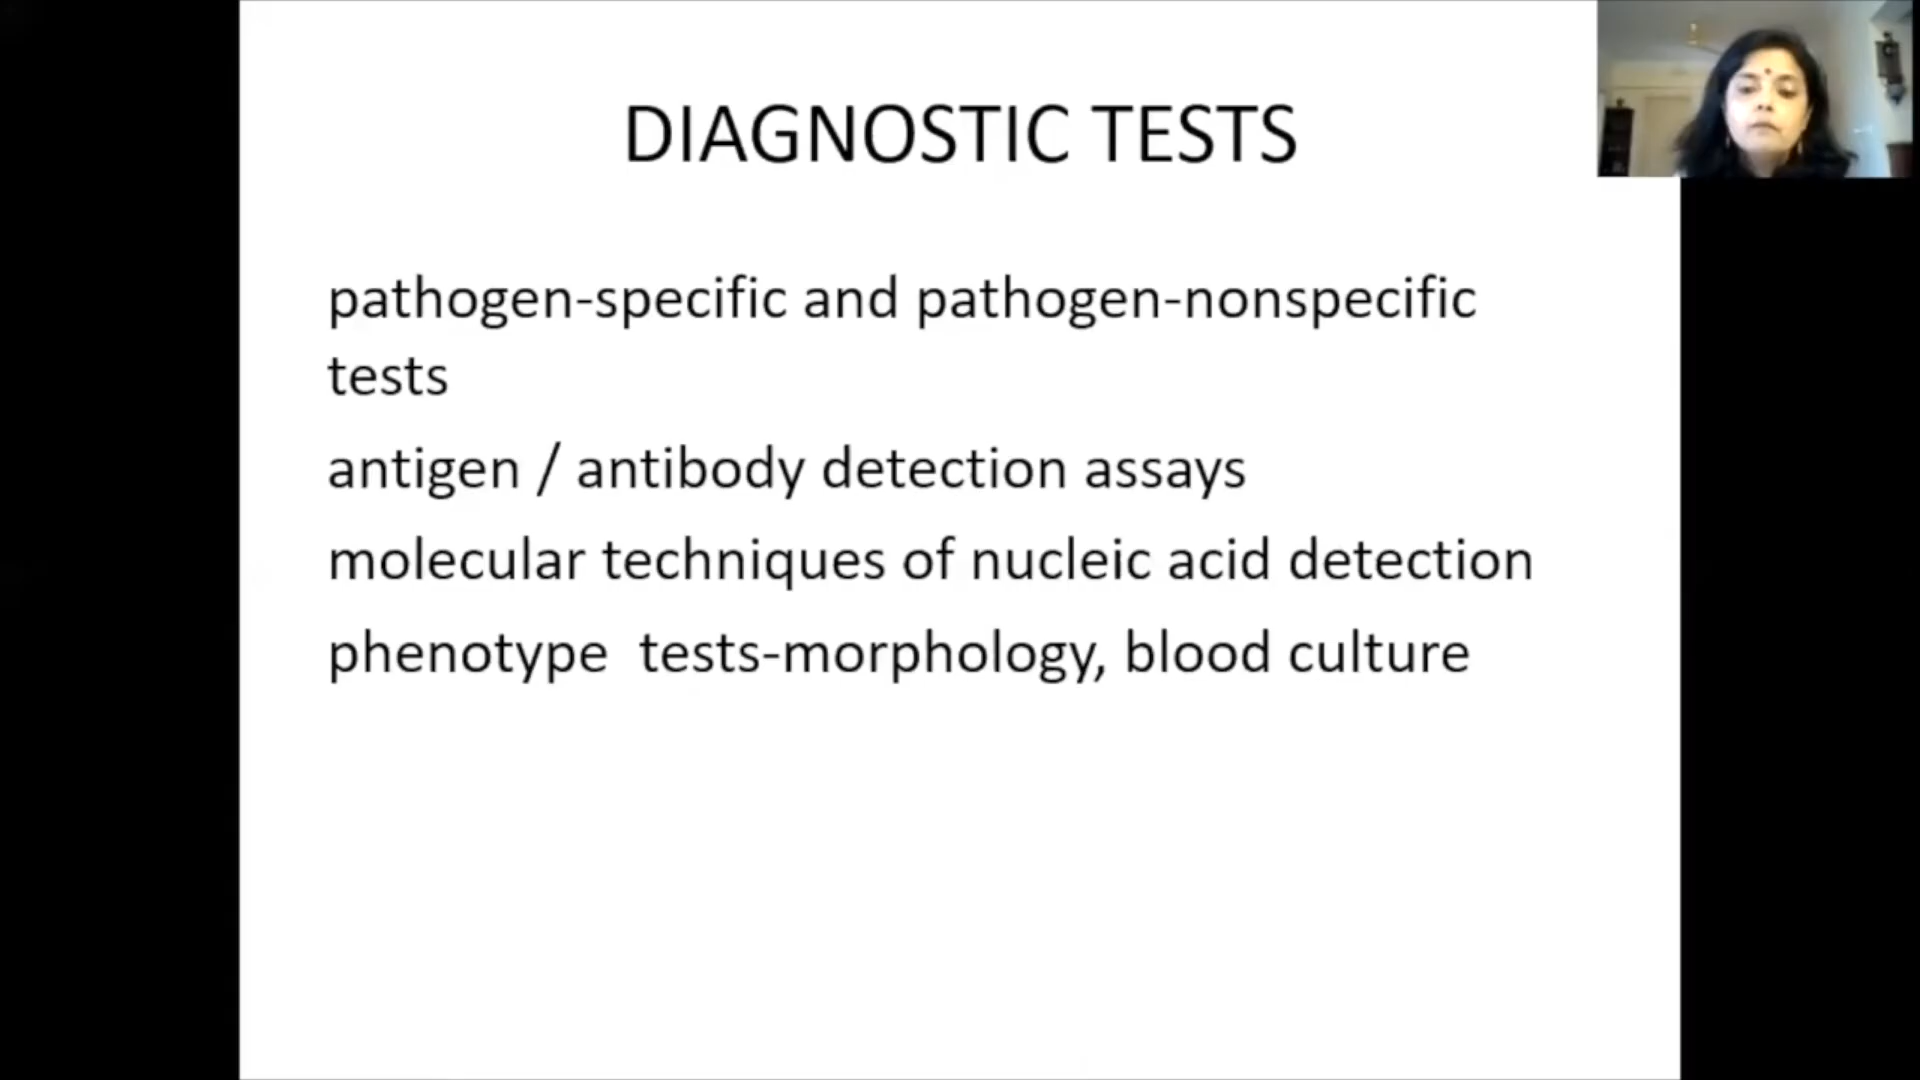 DIAGNOSTIC TESTS
pathogen-specific and pathogen-nonspecific
tests
antigen / antibody detection assays
molecular techniques of nucleic acid detection
phenotype  tests-morphology, blood culture